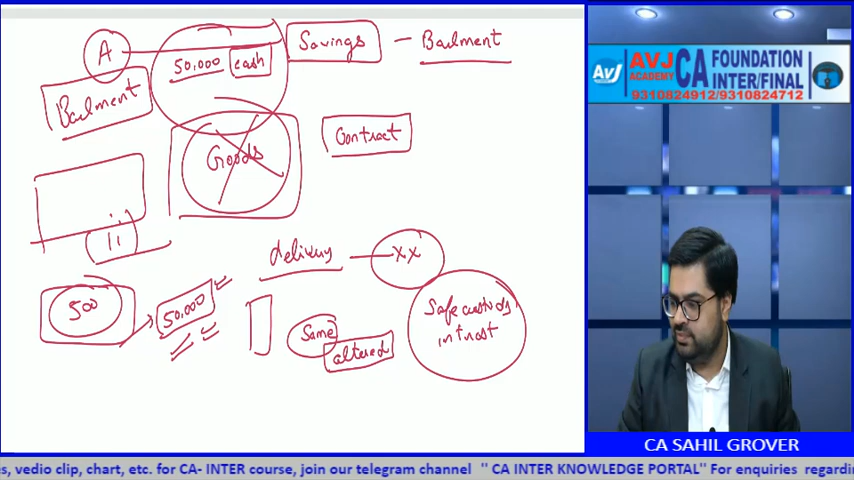 A
50,000 cash
Savings – Bailment
Bailment
Goods
Contract
11
delivery – xx
500
50,000
Same
altered
Safe custody
in trust
AVJ
AVJ
ACADEMY
CA FOUNDATION
INTER/FINAL
9310824912/9310824712
CA SAHIL GROVER
s, vedio clip, chart, etc. for CA- INTER course, join our telegram channel " CA INTER KNOWLEDGE PORTAL" For enquiries regardin